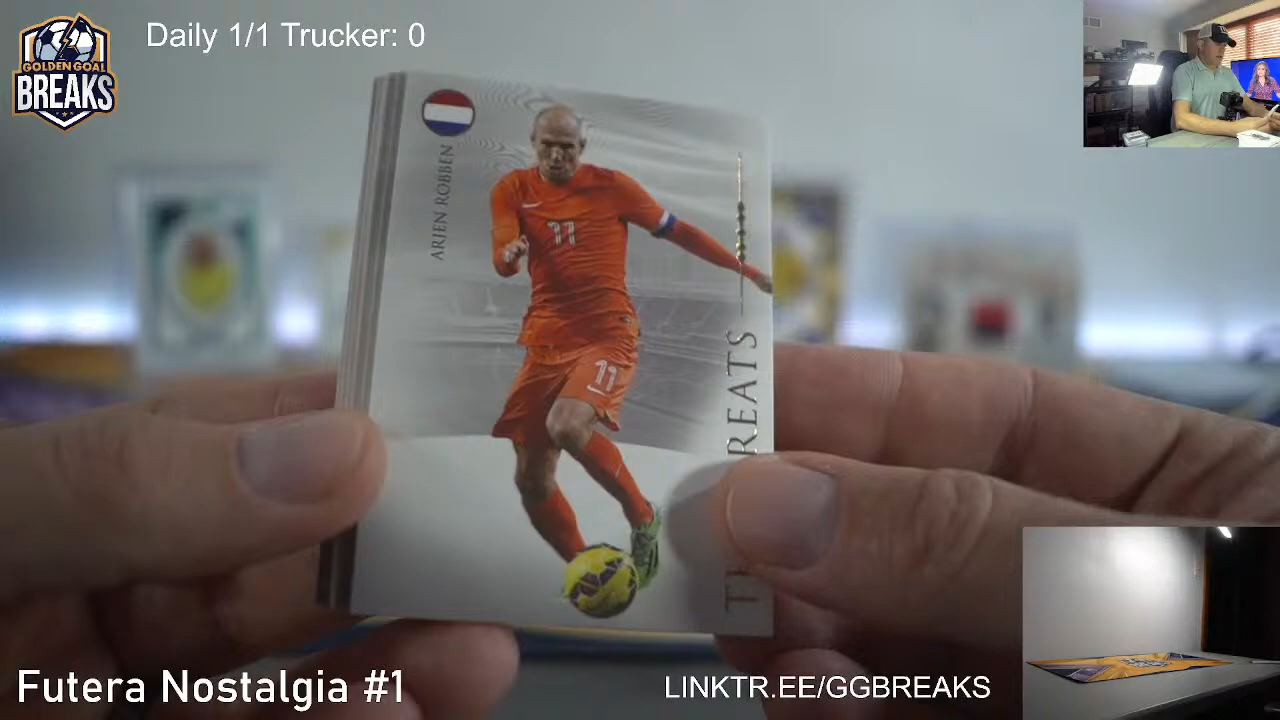 Daily 1/1 Trucker: 0
GOLDEN GOAL
BREAKS
ARJEN ROBBEN
11
11
REATS
Futera Nostalgia #1
LINKTR.EE/GGBREAKS